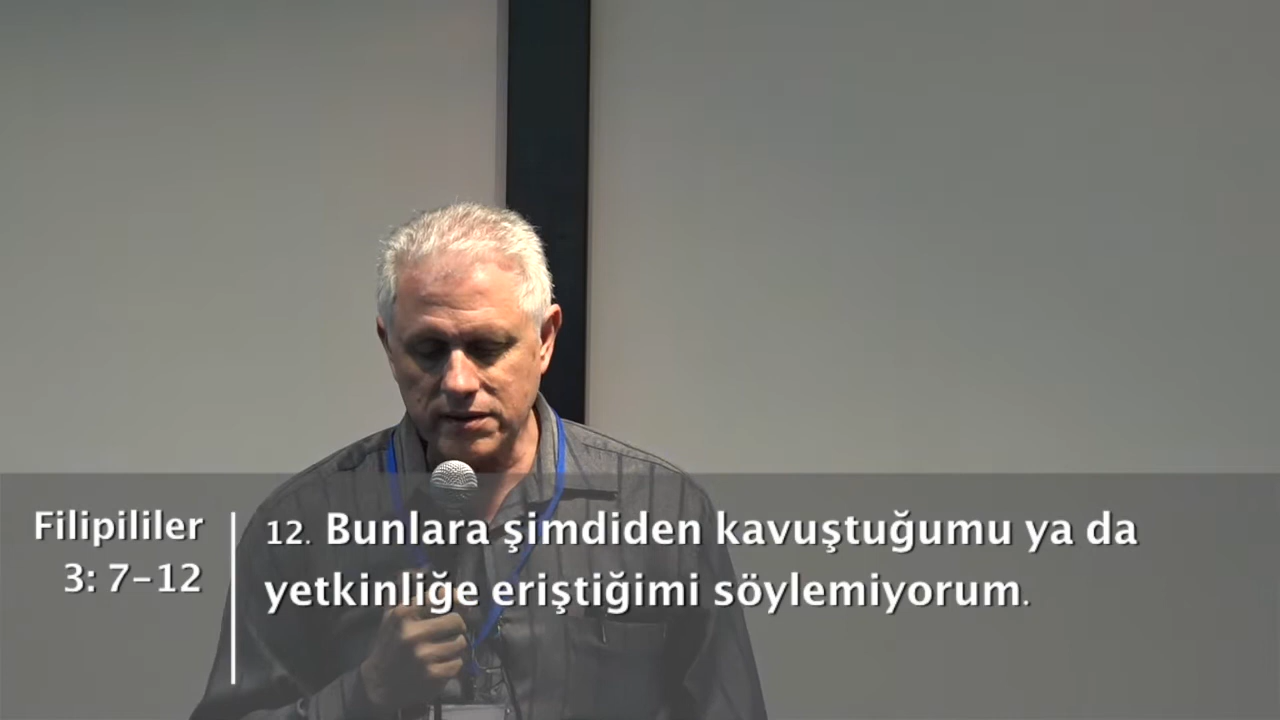 Filipililer
3: 7-12
12. Bunlara şimdiden kavuştuğumu ya da
yetkinliğe eriştiğimi söylemiyorum.